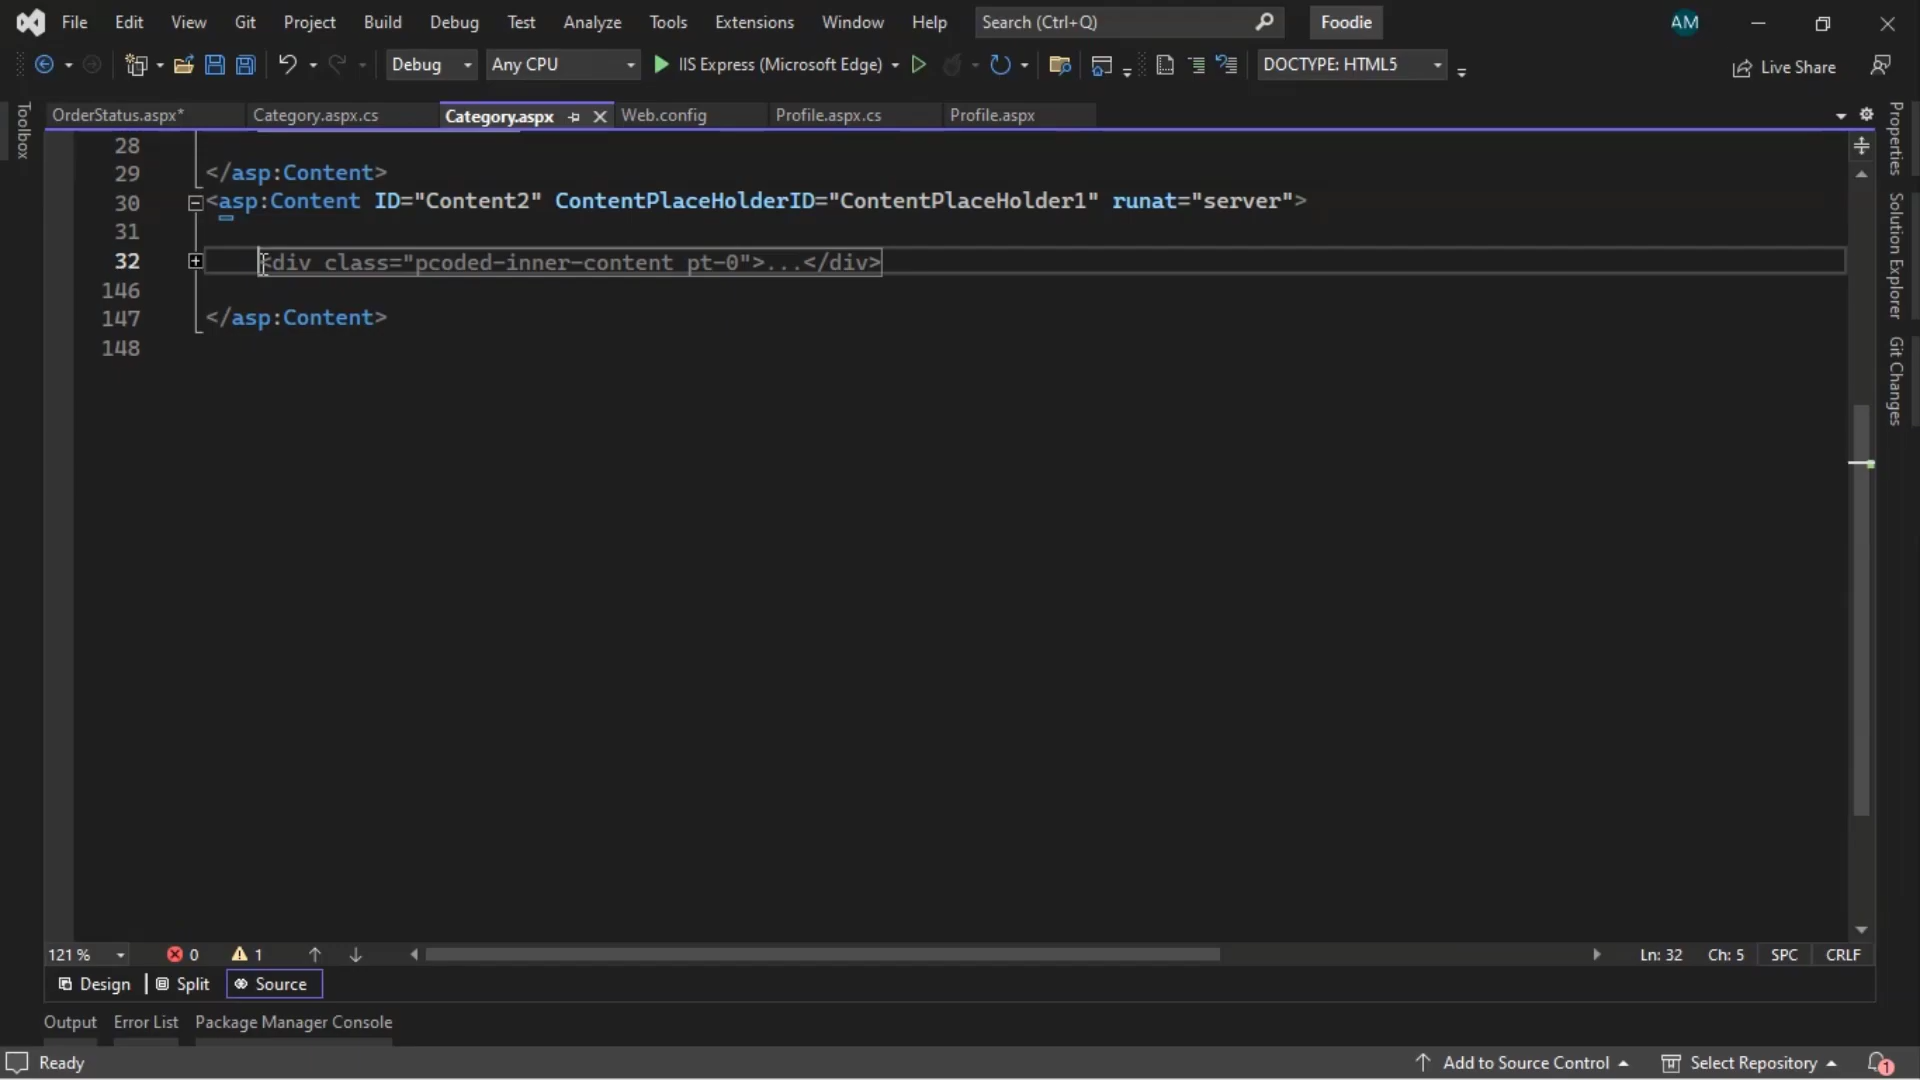 File Edit View Git Project Build Debug Test Analyze Tools Extensions Window Help Search (Ctrl+Q) Foodie AM
Debug Any CPU IIS Express (Microsoft Edge) DOCTYPE: HTML5 Live Share
Toolbox
OrderStatus.aspx* Category.aspx.cs Category.aspx Web.config Profile.aspx.cs Profile.aspx
28
29 </asp:Content>
30 <asp:Content ID="Content2" ContentPlaceHolderID="ContentPlaceHolder1" runat="server">
31
32 <div class="pcoded-inner-content pt-0">...</div>
146
147 </asp:Content>
148
Properties
Solution Explorer
Git Changes
121 % 0 1 Ln: 32 Ch: 5 SPC CRLF
Design Split Source
Output Error List Package Manager Console
Ready Add to Source Control Select Repository 1